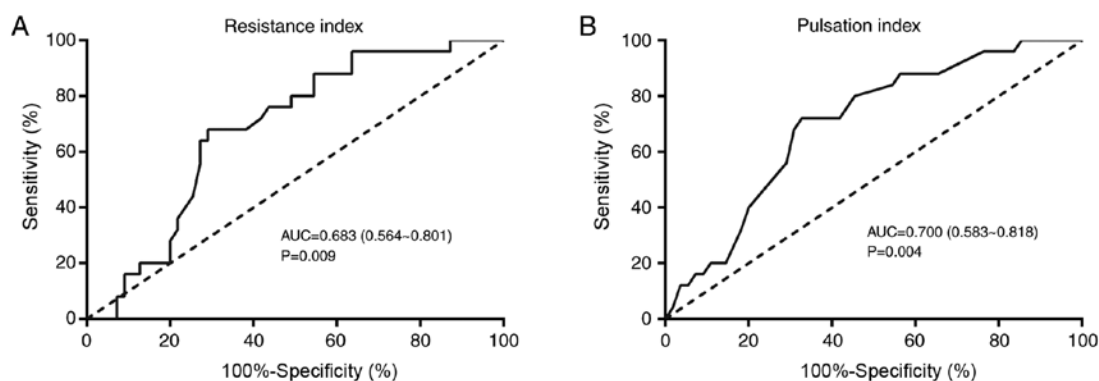 A
Resistance index
100
80
60
40
20
0
Sensitivity (%)
AUC=0.683 (0.564~0.801)
P=0.009
0 20 40 60 80 100
100%-Specificity (%)
B
Pulsation index
100
80
60
40
20
0
Sensitivity (%)
AUC=0.700 (0.583~0.818)
P=0.004
0 20 40 60 80 100
100%-Specificity (%)